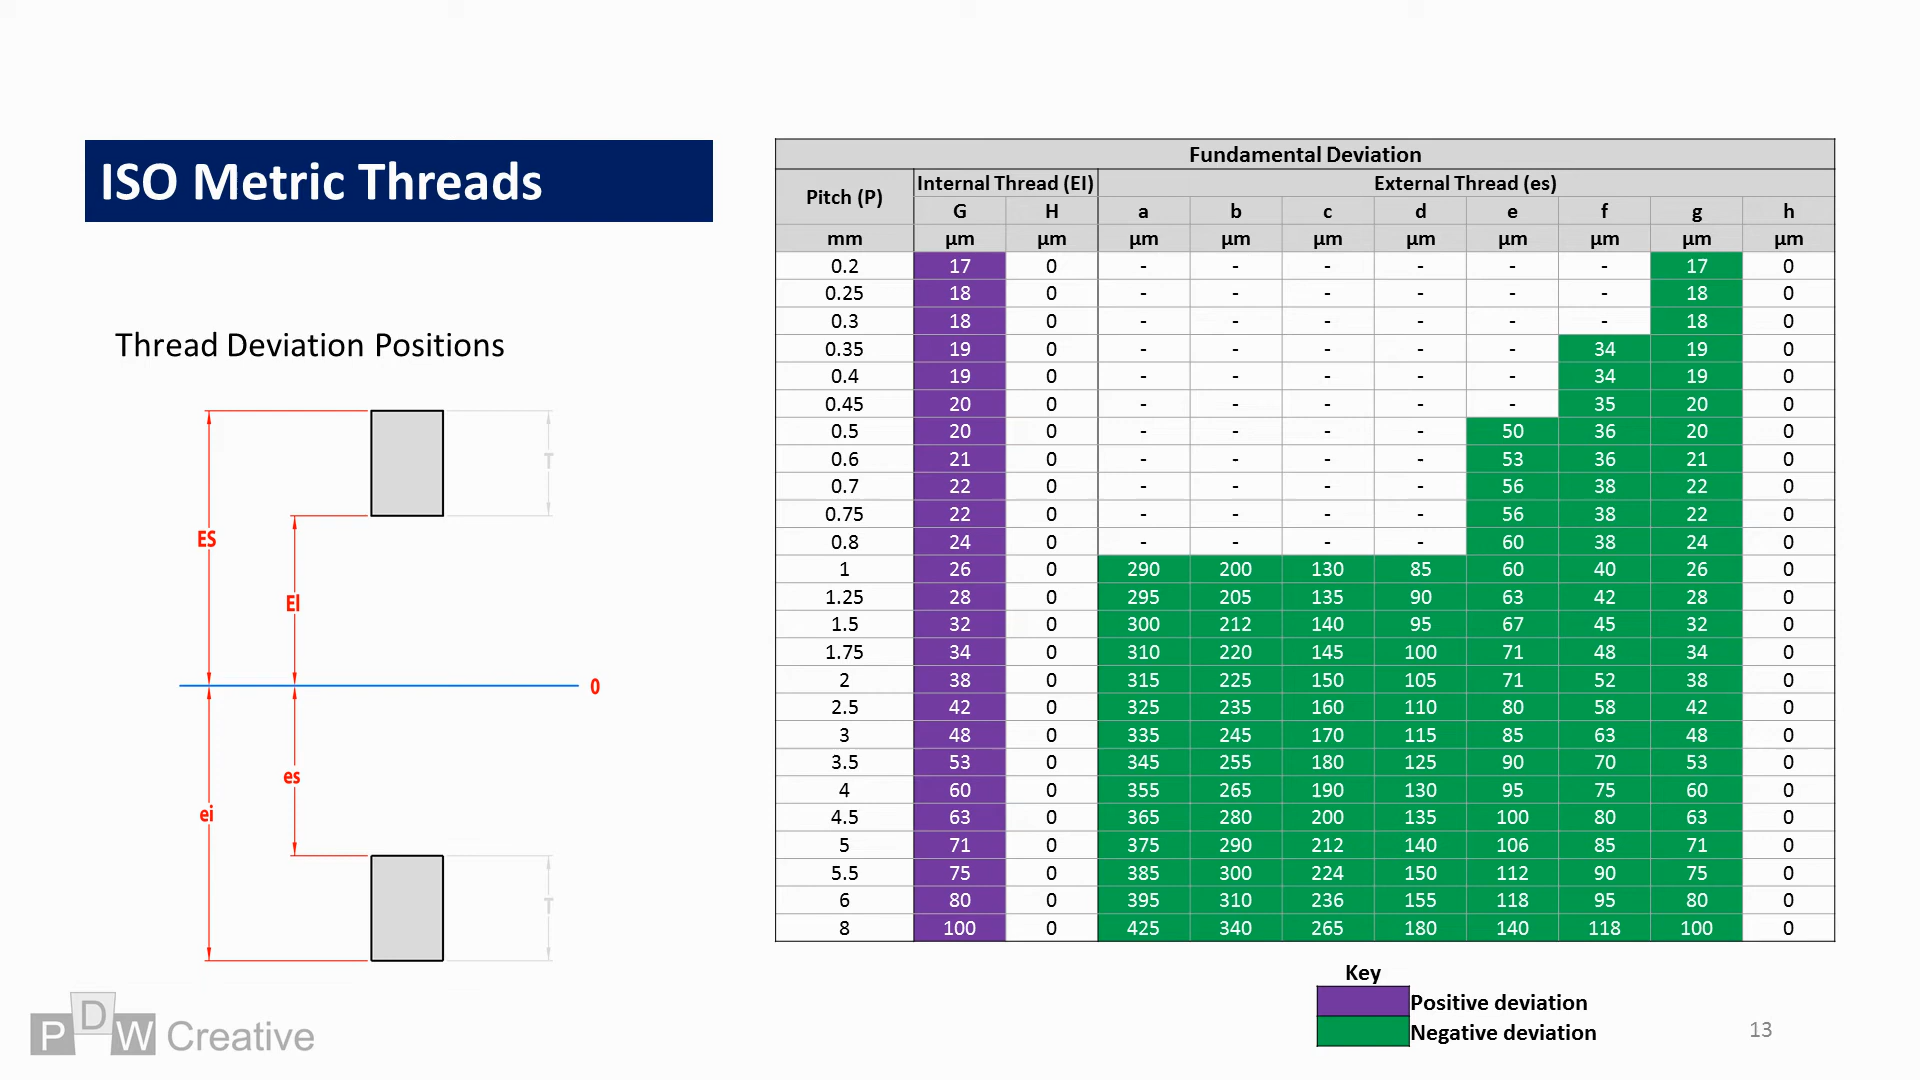 ISO Metric Threads
Thread Deviation Positions
T
ES
EI
0
es
ei
T
Fundamental Deviation
Pitch (P) Internal Thread (EI) External Thread (es)
G H a b c d e f g h
mm µm µm µm µm µm µm µm µm µm µm
0.2 17 0 - - - - - - 17 0
0.25 18 0 - - - - - - 18 0
0.3 18 0 - - - - - - 18 0
0.35 19 0 - - - - - 34 19 0
0.4 19 0 - - - - - 34 19 0
0.45 20 0 - - - - - 35 20 0
0.5 20 0 - - - - 50 36 20 0
0.6 21 0 - - - - 53 36 21 0
0.7 22 0 - - - - 56 38 22 0
0.75 22 0 - - - - 56 38 22 0
0.8 24 0 - - - - 60 38 24 0
1 26 0 290 200 130 85 60 40 26 0
1.25 28 0 295 205 135 90 63 42 28 0
1.5 32 0 300 212 140 95 67 45 32 0
1.75 34 0 310 220 145 100 71 48 34 0
2 38 0 315 225 150 105 71 52 38 0
2.5 42 0 325 235 160 110 80 58 42 0
3 48 0 335 245 170 115 85 63 48 0
3.5 53 0 345 255 180 125 90 70 53 0
4 60 0 355 265 190 130 95 75 60 0
4.5 63 0 365 280 200 135 100 80 63 0
5 71 0 375 290 212 140 106 85 71 0
5.5 75 0 385 300 224 150 112 90 75 0
6 80 0 395 310 236 155 118 95 80 0
8 100 0 425 340 265 180 140 118 100 0
Key
Positive deviation
Negative deviation
PDW Creative
13